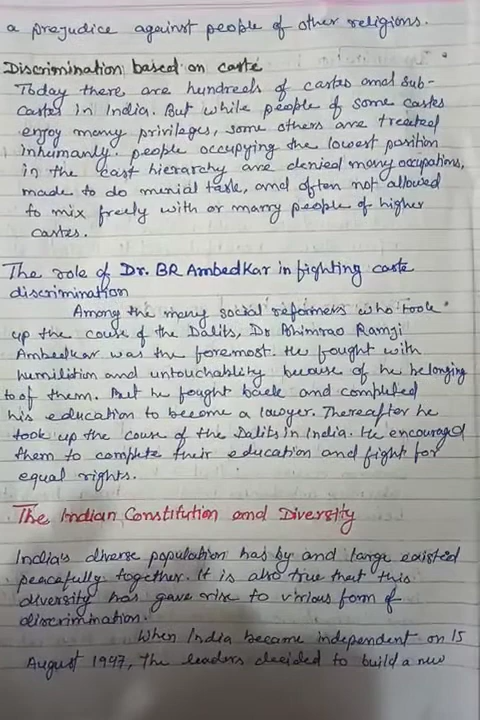 a prejudice against people of other religions.
Discrimination based on caste
Today there are hundreds of castes and sub-
castes in India. But while people of some castes
enjoy many privileges, some others are treated
inhumanly. people occupying the lowest position
in the cast hierarchy are denied many occupations,
made to do menial task, and often not allowed
to mix freely with or marry people of higher
castes.
The role of Dr. BR Ambedkar in fighting caste
discrimination
Among the many social reformers who took
up the couse of the Dalits, Dr Bhimrao Ramji
Ambedkar was the foremost. He fought with
humilition and untouchablity because of he belonging
to of them. But he fought back and completed
his education to become a lawyer. Thereafter he
took up the couse of the Dalits in India. He encouraged
them to complete their education and fight for
equal rights.
The Indian Constitution and Diversity
India's diverse population has by and large existed
peacefully together. It is also true that this
diversity has gave rise to virious form of
discrimination.
When India became independent on 15
August 1947, the leaders decided to build a new